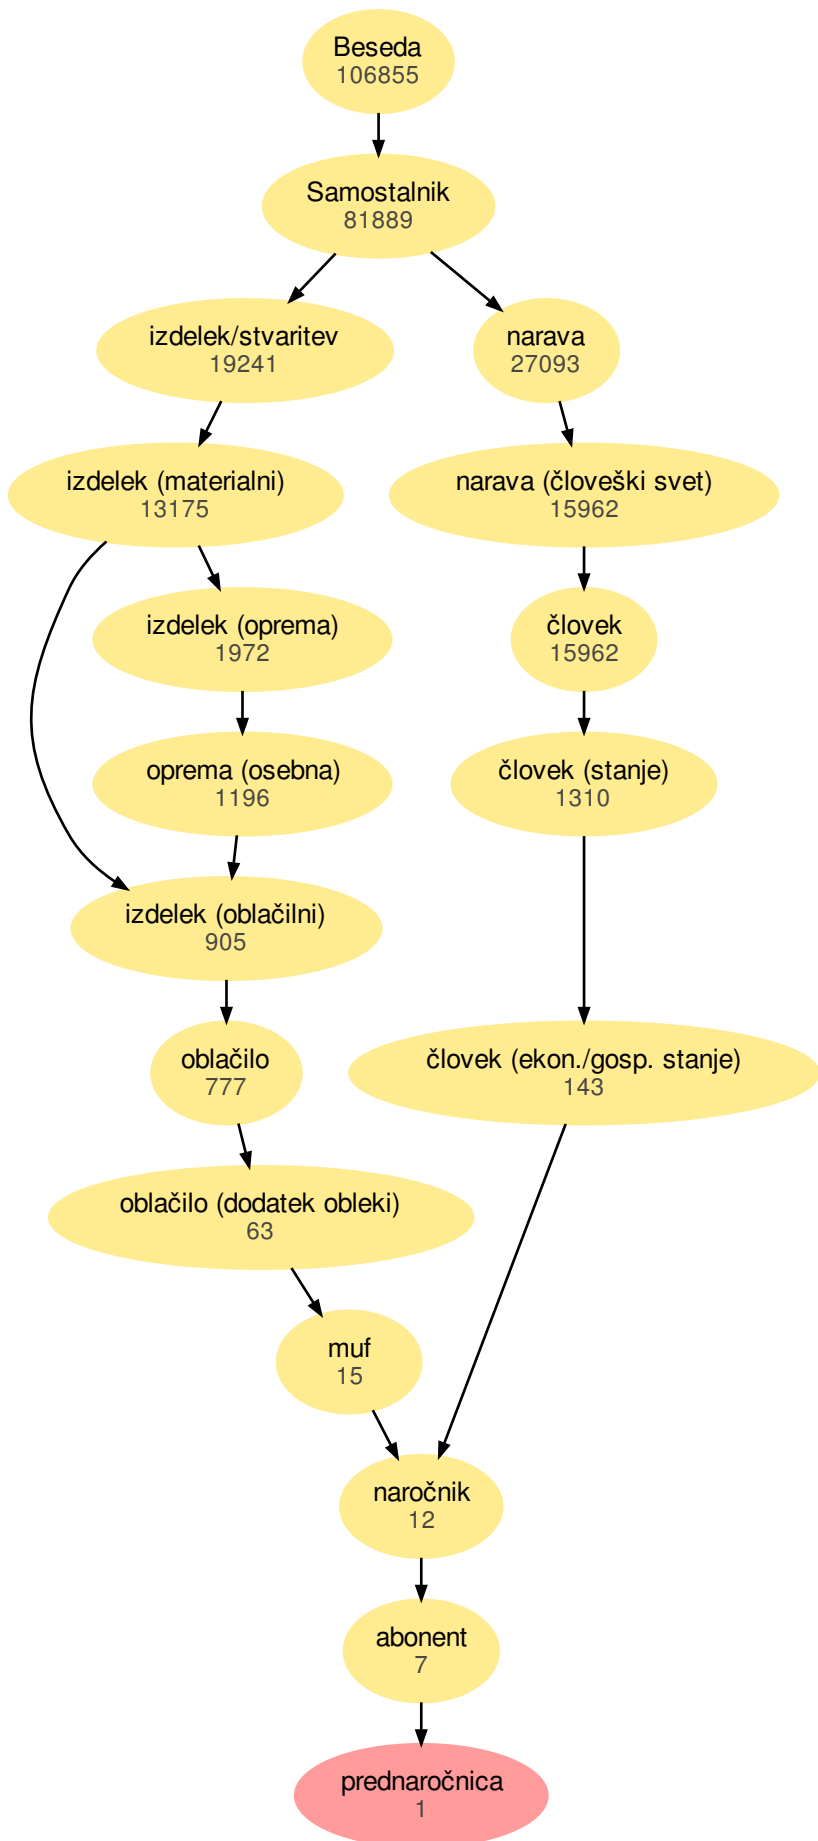 Beseda
106855
Samostalnik
81889
izdelek/stvaritev
19241
narava
27093
izdelek (materialni)
13175
narava (človeški svet)
15962
izdelek (oprema)
1972
človek
15962
oprema (osebna)
1196
človek (stanje)
1310
izdelek (oblačilni)
905
oblačilo
777
človek (ekon./gosp. stanje)
143
oblačilo (dodatek obleki)
63
muf
15
naročnik
12
abonent
7
prednaročnica
1